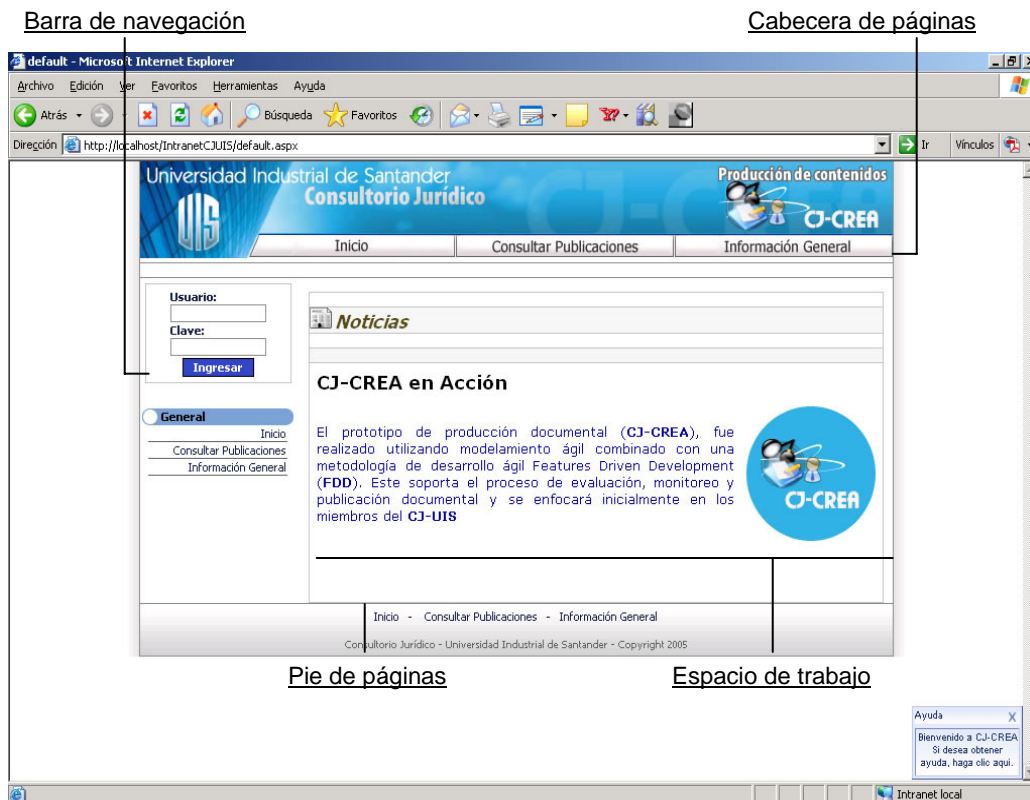 Barra de navegación
Cabecera de páginas
default - Microsoft Internet Explorer
Archivo Edición Ver Favoritos Herramientas Ayuda
Atrás Búsqueda Favoritos
Dirección http://localhost/IntranetCJUIS/default.aspx Ir Vínculos
Universidad Industrial de Santander
Consultorio Jurídico
UIS
Producción de contenidos
CJ-CREA
Inicio Consultar Publicaciones Información General
Usuario:
Clave:
Ingresar
General
Inicio
Consultar Publicaciones
Información General
Noticias
CJ-CREA en Acción
El prototipo de producción documental (CJ-CREA), fue
realizado utilizando modelamiento ágil combinado con una
metodología de desarrollo ágil Features Driven Development
(FDD). Este soporta el proceso de evaluación, monitoreo y
publicación documental y se enfocará inicialmente en los
miembros del CJ-UIS
CJ-CREA
Inicio - Consultar Publicaciones - Información General
Consultorio Jurídico - Universidad Industrial de Santander - Copyright 2005
Pie de páginas
Espacio de trabajo
Ayuda X
Bienvenido a CJ-CREA
Si desea obtener
ayuda, haga clic aqui.
Intranet local